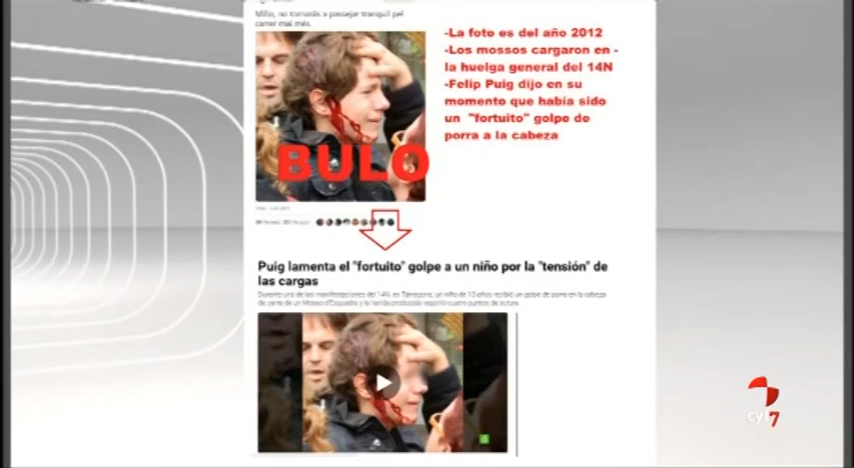 Millo, no tornaràs a passejar tranquil pel
carrer mai més.
-La foto es del año 2012
-Los mossos cargaron en -
la huelga general del 14N
-Felip Puig dijo en su
momento que había sido
un "fortuito" golpe de
porra a la cabeza
BULO
Puig lamenta el "fortuito" golpe a un niño por la "tensión" de
las cargas
Durante una de las manifestaciones del 14N en Tarragona, un niño de 13 años recibió un golpe de porra en la cabeza
de parte de un Mosso d'Esquadra y la herida producida requirió cuatro puntos de sutura.
cyl7